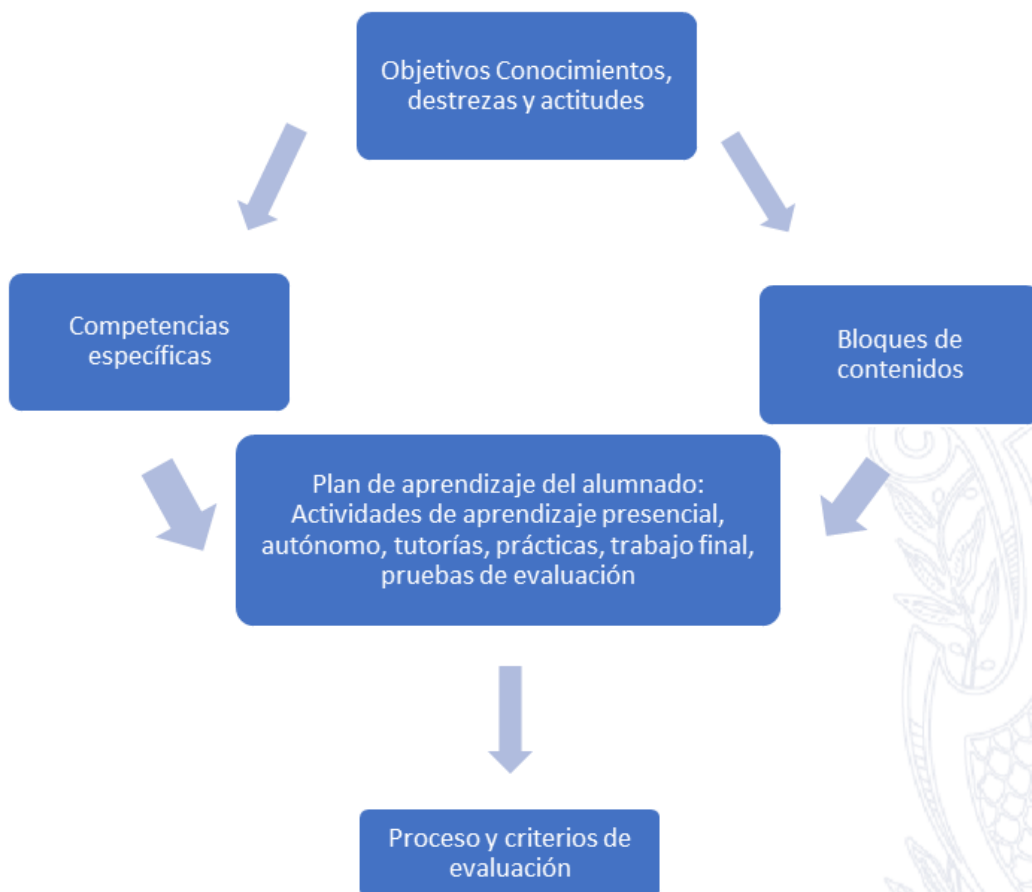 Objetivos Conocimientos,
destrezas y actitudes
Competencias
específicas
Bloques de
contenidos
Plan de aprendizaje del alumnado:
Actividades de aprendizaje presencial,
autónomo, tutorías, prácticas, trabajo final,
pruebas de evaluación
Proceso y criterios de
evaluación